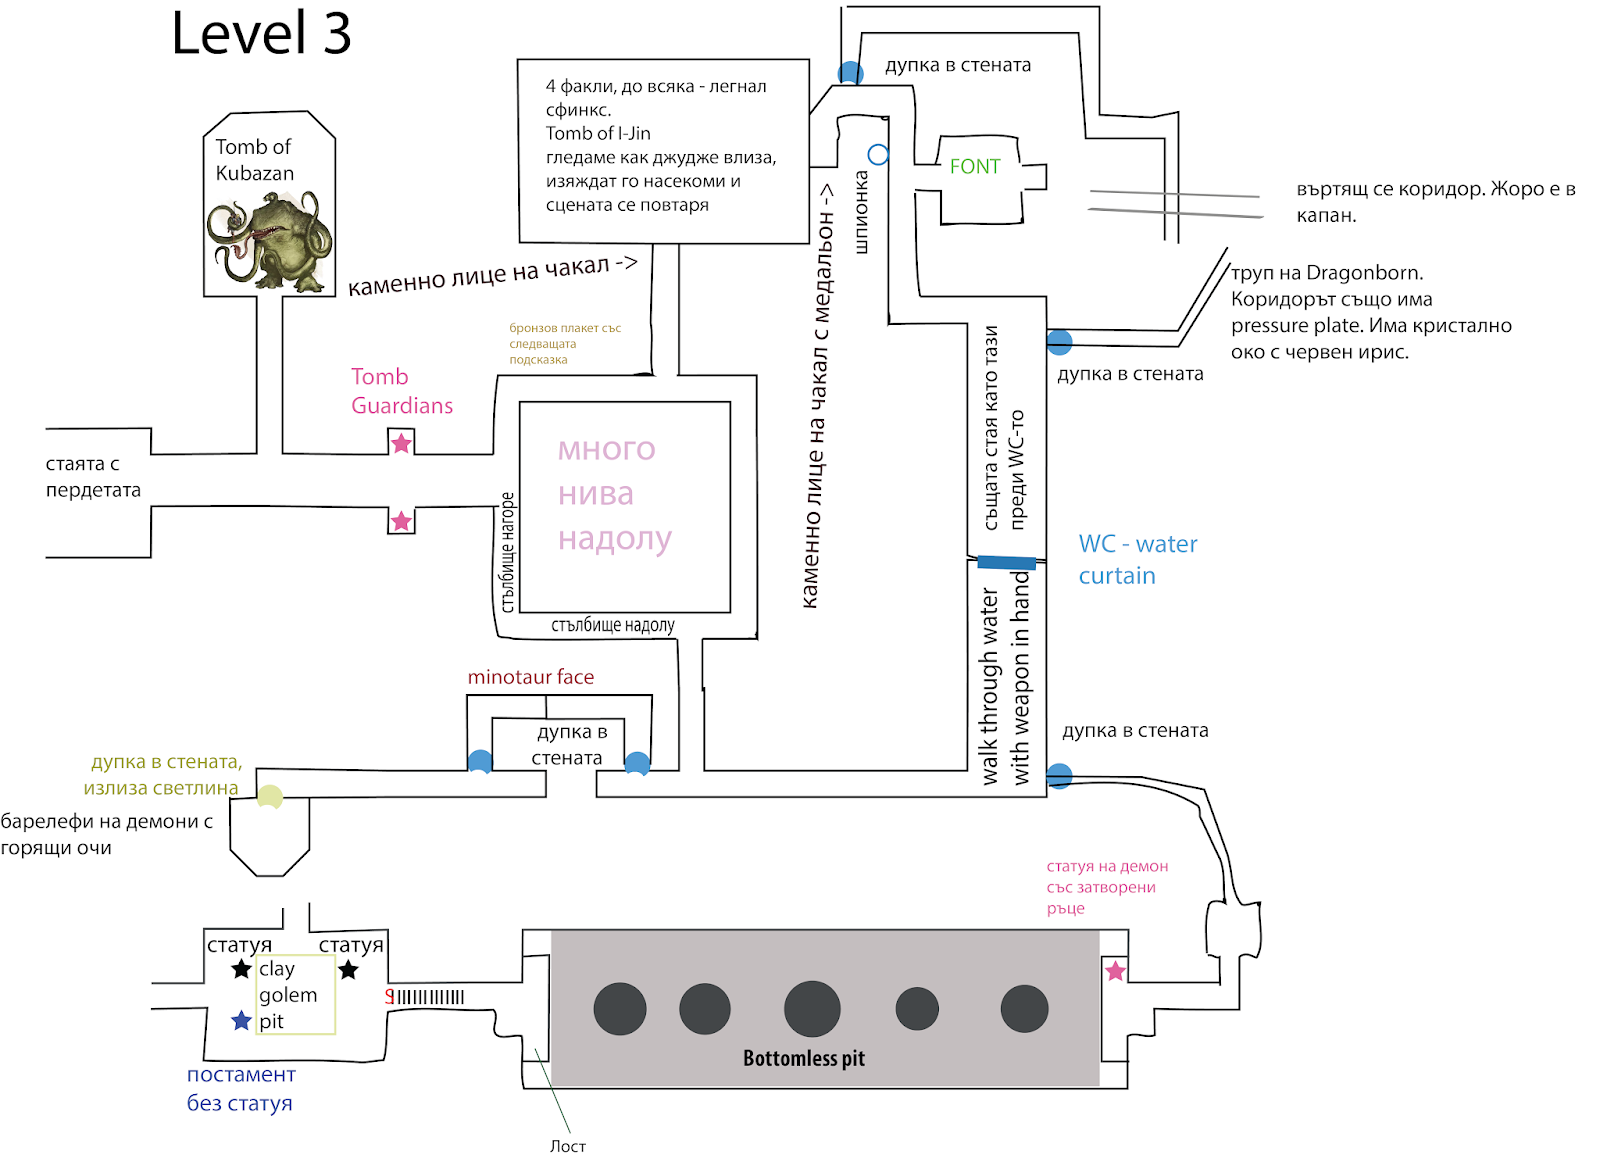 Level 3
дупка в стената
4 факли, до всяка - легнал
сфинкс.
Tomb of I-Jin
гледаме как джудже влиза,
изяждат го насекоми и
сцената се повтаря
Tomb of
Kubazan
FONT
шпионка
въртящ се коридор. Жоро е в
капан.
каменно лице на чакал ->
каменно лице на чакал с медальон ->
труп на Dragonborn.
Коридорът също има
pressure plate. Има кристално
око с червен ирис.
бронзов плакет със
следващата
подсказка
дупка в стената
Tomb
Guardians
същата стая като тази
преди WC-то
стаята с
пердетата
много
нива
надолу
стълбище нагоре
стълбище надолу
WC - water
curtain
walk through water
with weapon in hand
minotaur face
дупка в
стената
дупка в стената
дупка в стената,
излиза светлина
барелефи на демони с
горящи очи
статуя на демон
със затворени
ръце
статуя
статуя
clay
golem
pit
9
Bottomless pit
постамент
без статуя
Лост